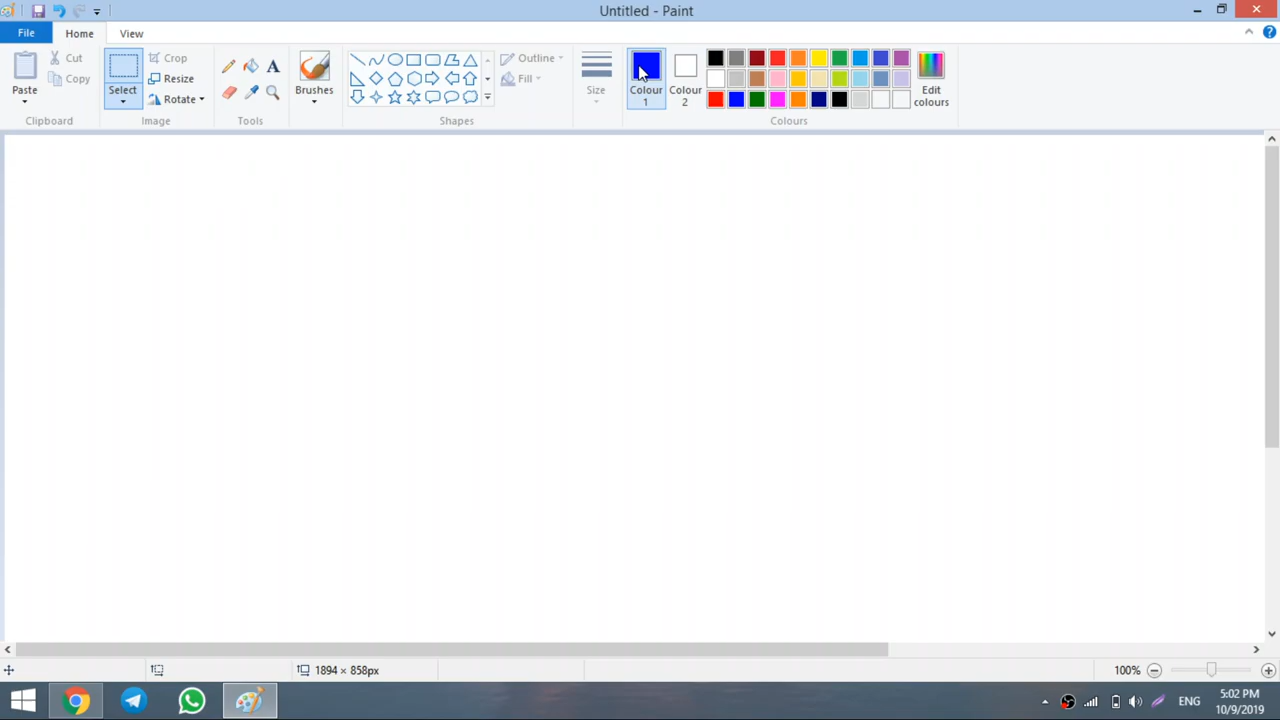 Untitled - Paint
File Home View
Paste
Cut
Copy
Clipboard
Select
Crop
Resize
Rotate
Image
A
Tools
Brushes
Outline
Fill
Shapes
Size
Colour 1
Colour 2
Edit colours
Colours
1894 × 858px
100%
ENG
5:02 PM
10/9/2019